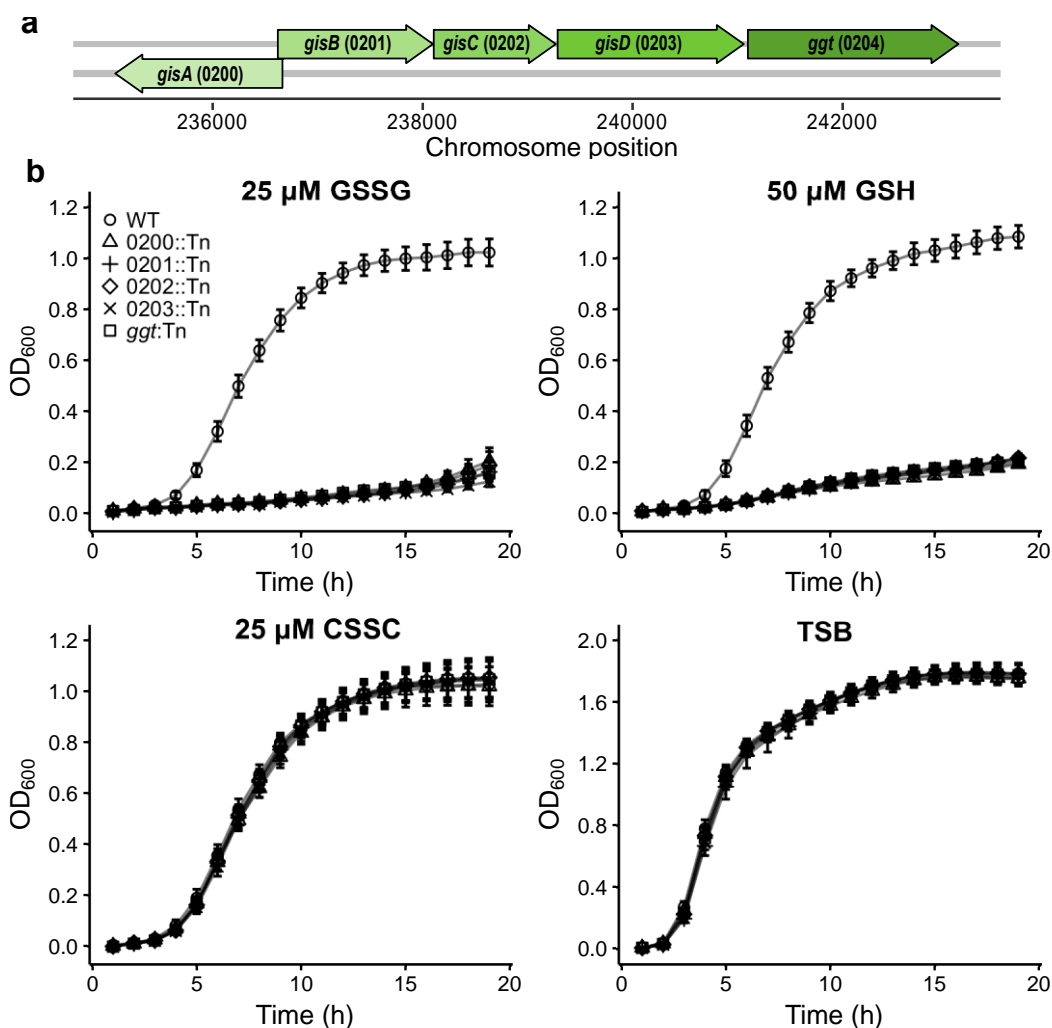 a
gisB (0201) gisC (0202) gisD (0203) ggt (0204)
gisA (0200)
236000 238000 240000 242000
Chromosome position
b
25 µM GSSG
1.2
1.0
0.8
0.6
0.4
0.2
0.0
OD600
WT
0200::Tn
0201::Tn
0202::Tn
0203::Tn
ggt:Tn
0 5 10 15 20
Time (h)
50 µM GSH
1.2
1.0
0.8
0.6
0.4
0.2
0.0
OD600
0 5 10 15 20
Time (h)
25 µM CSSC
1.2
1.0
0.8
0.6
0.4
0.2
0.0
OD600
0 5 10 15 20
Time (h)
TSB
2.0
1.6
1.2
0.8
0.4
0.0
OD600
0 5 10 15 20
Time (h)